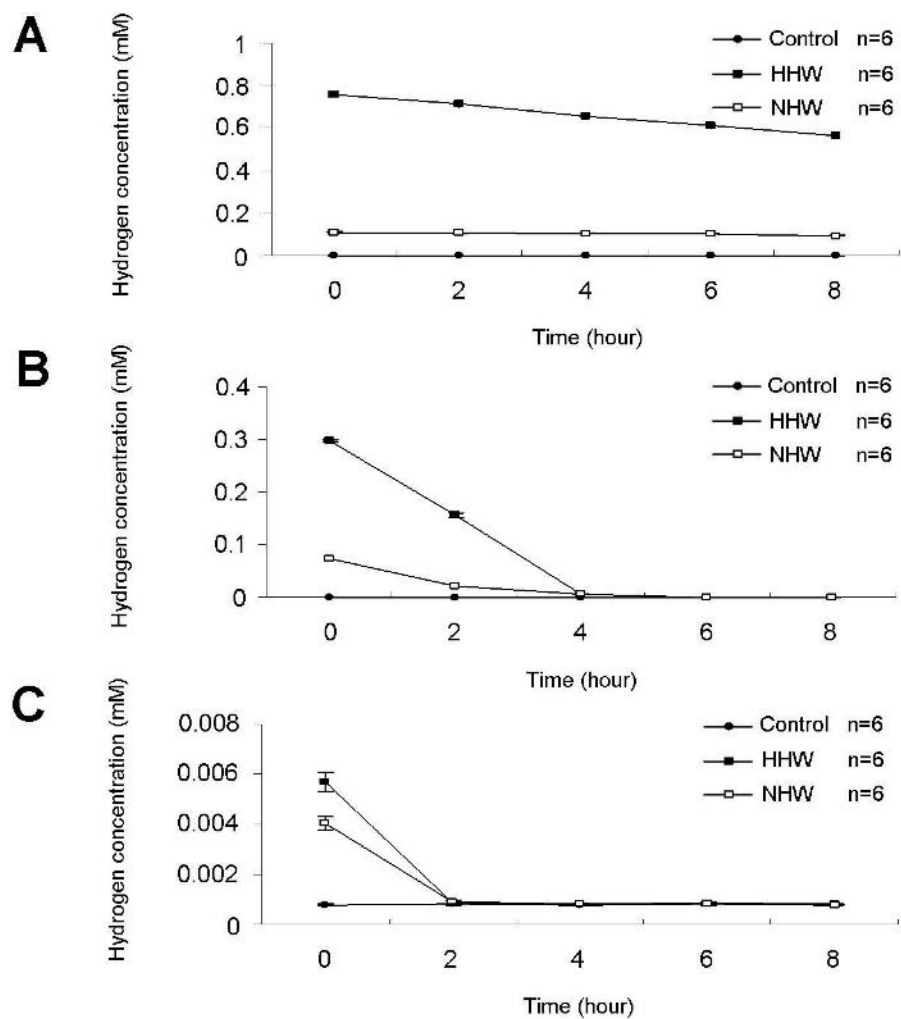 A
Hydrogen concentration (mM)
1
0.8
0.6
0.4
0.2
0
Control n=6
HHW n=6
NHW n=6
0 2 4 6 8
Time (hour)
B
Hydrogen concentration (mM)
0.4
0.3
0.2
0.1
0
Control n=6
HHW n=6
NHW n=6
0 2 4 6 8
Time (hour)
C
Hydrogen concentration (mM)
0.008
0.006
0.004
0.002
0
Control n=6
HHW n=6
NHW n=6
0 2 4 6 8
Time (hour)